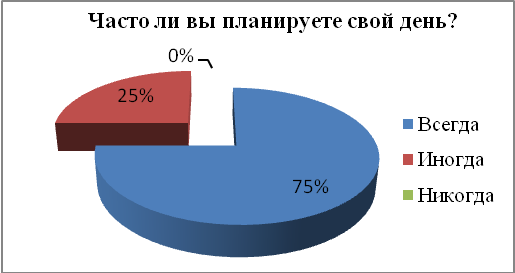 Часто ли вы планируете свой день?
0%
25%
75%
Всегда
Иногда
Никогда